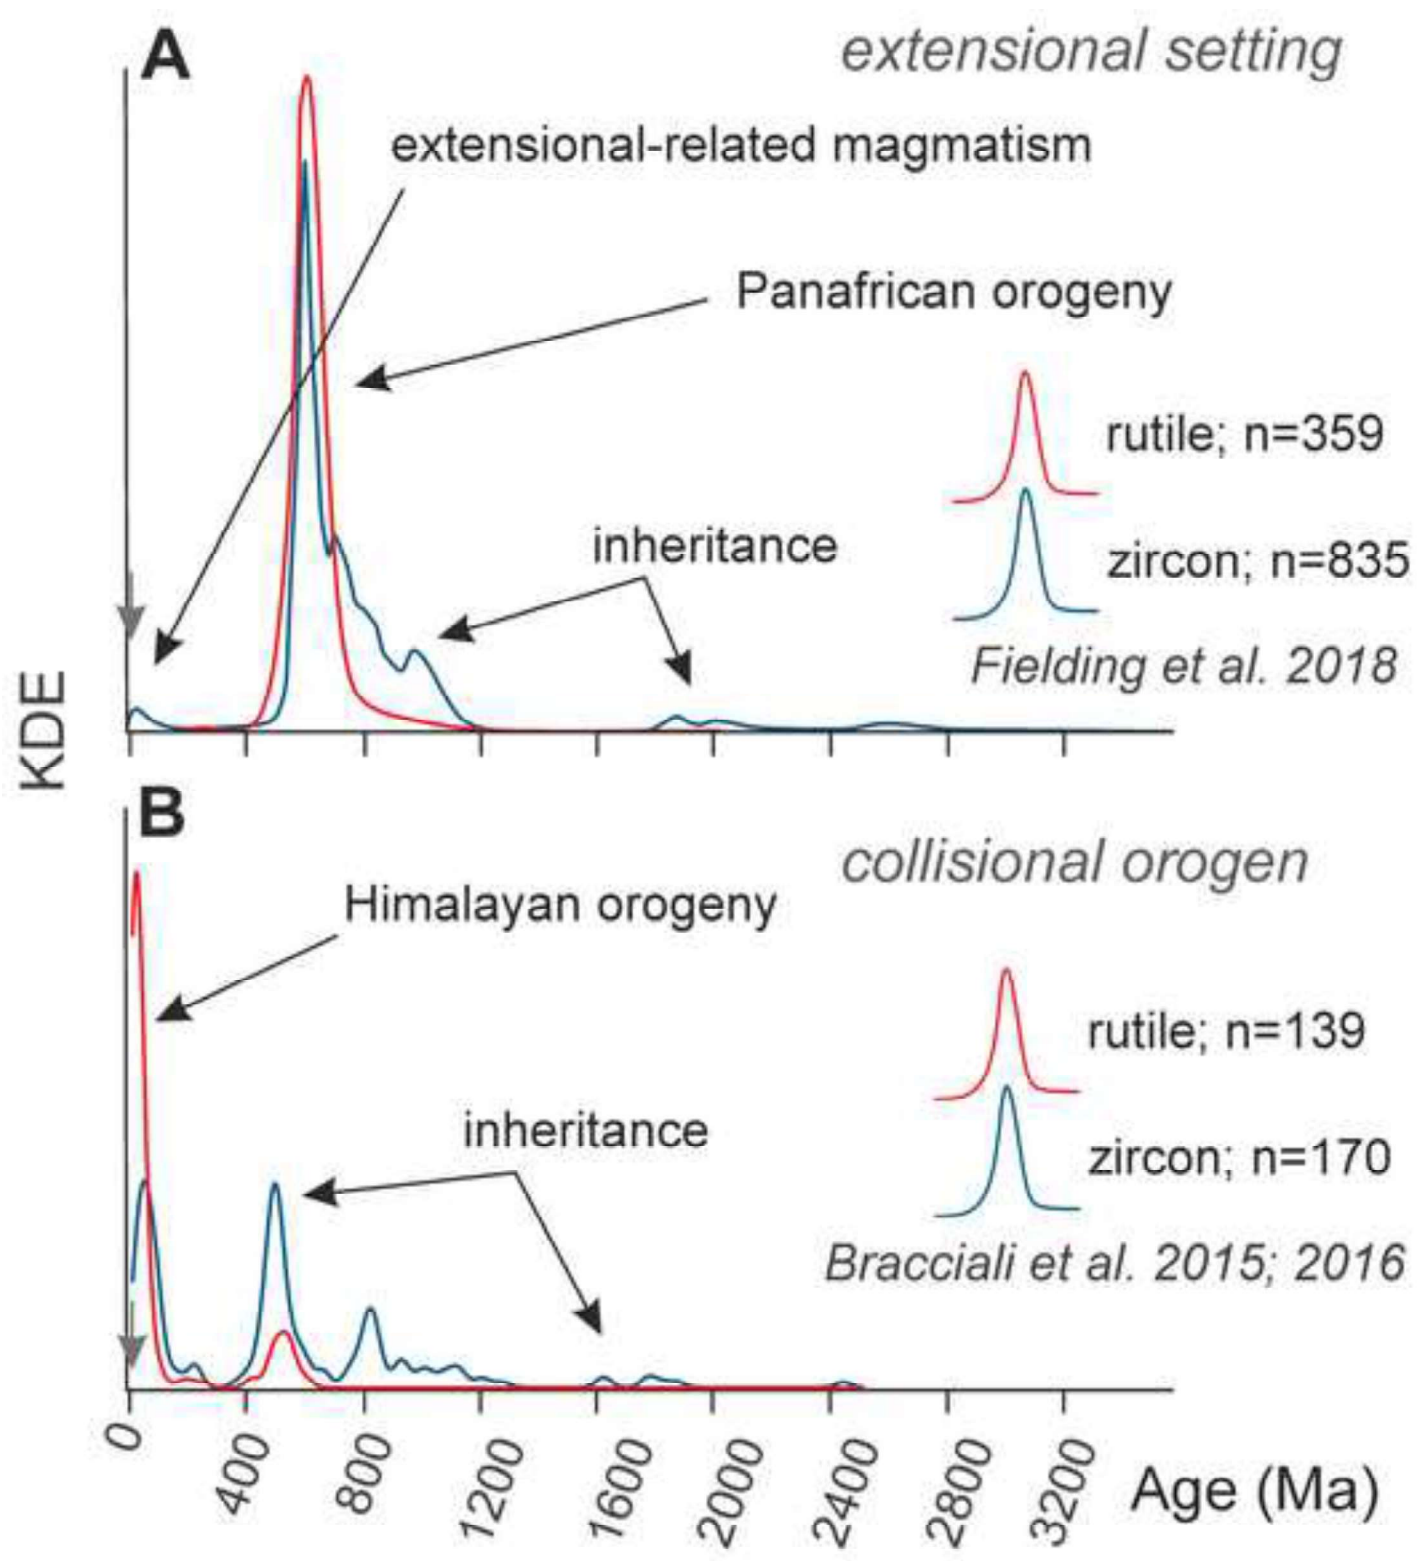 A
extensional setting
extensional-related magmatism
Panafrican orogeny
rutile; n=359
inheritance
zircon; n=835
Fielding et al. 2018
KDE
B
collisional orogen
Himalayan orogeny
rutile; n=139
inheritance
zircon; n=170
Bracciali et al. 2015; 2016
0 400 800 1200 1600 2000 2400 2800 3200 Age (Ma)